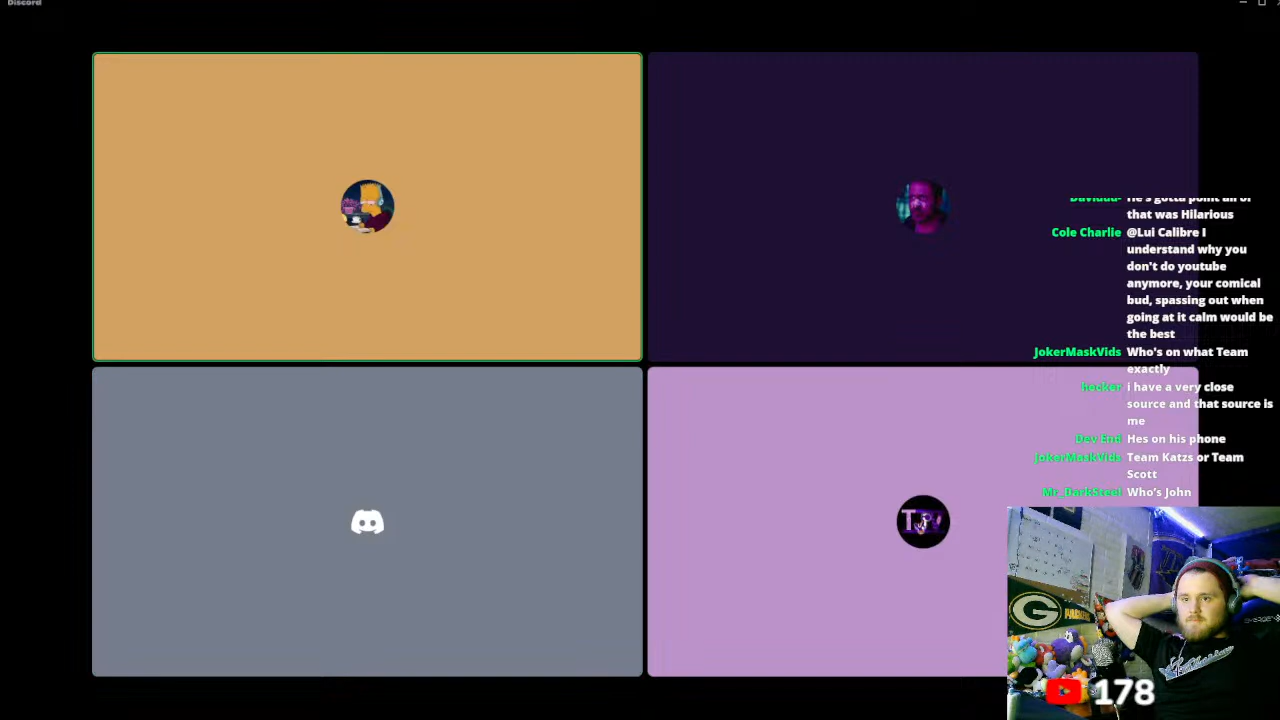 Discord
Daviddd-
He's gotta point all of
that was Hilarious
Cole Charlie @Lui Calibre I
understand why you
don't do youtube
anymore, your comical
bud, spassing out when
going at it calm would be
the best
JokerMaskVids Who's on what Team
exactly
hocker i have a very close
source and that source is
me
Dev Enti Hes on his phone
JokerMaskVids Team Katzs or Team
Scott
Mr_DarkSteel Who's John
G
PACKERS
178